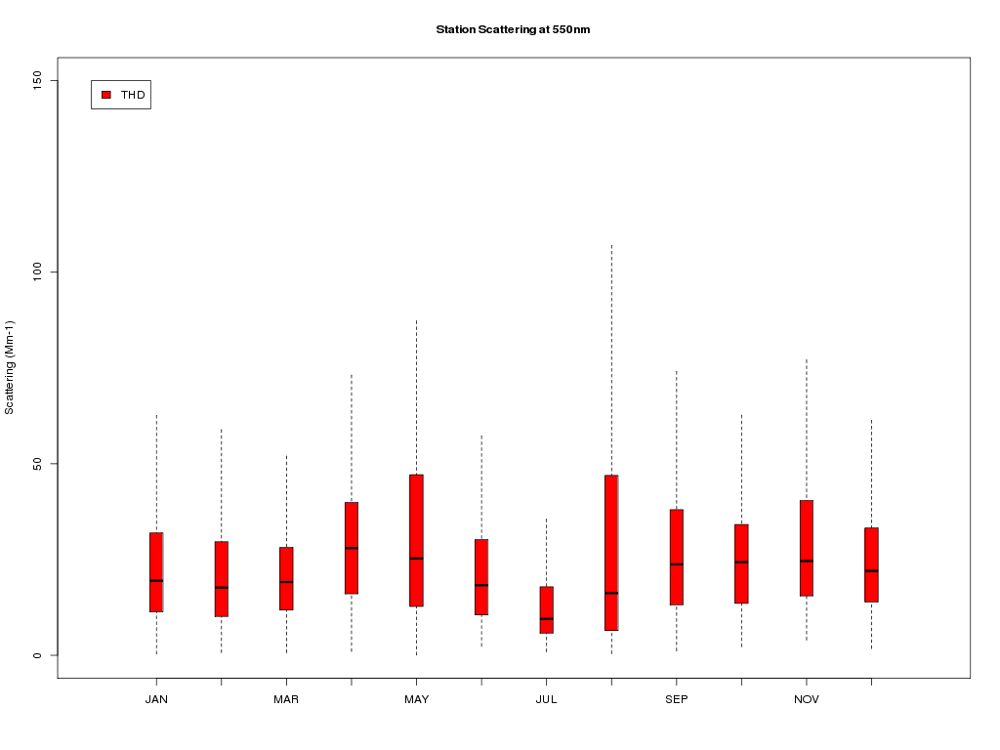 Station Scattering at 550nm
THD
Scattering (Mm-1)
150
100
50
0
JAN MAR MAY JUL SEP NOV